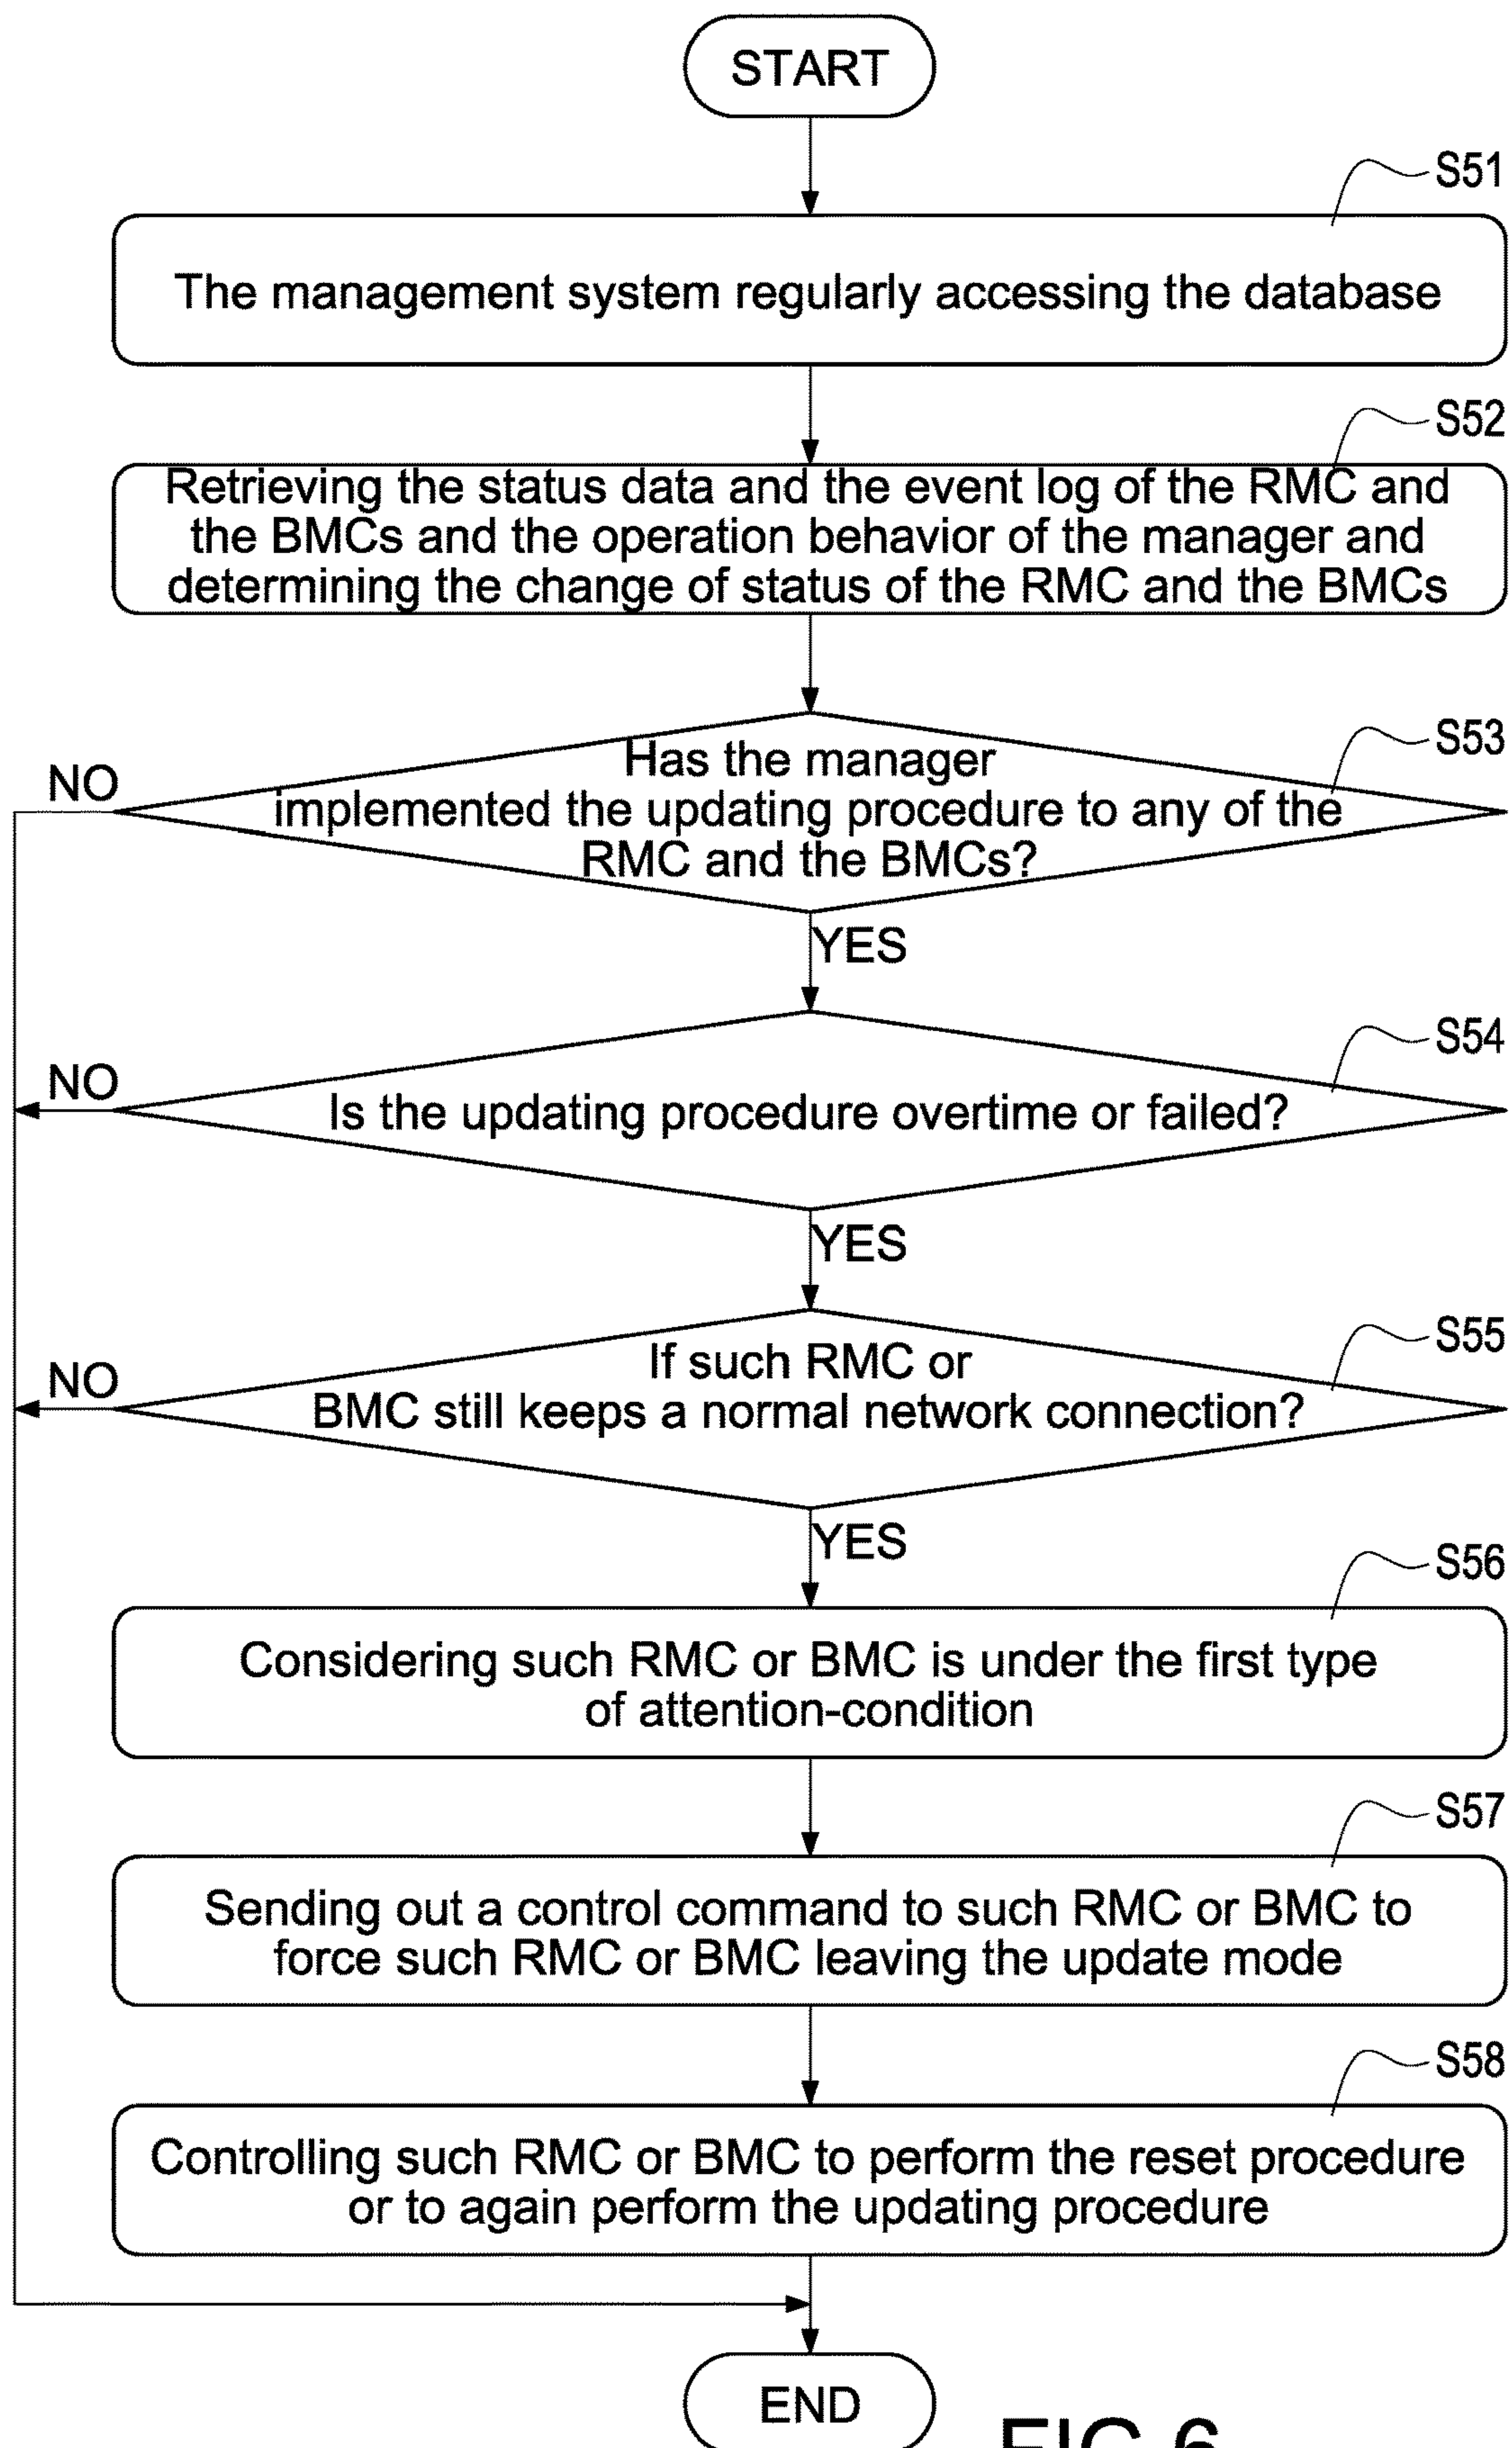 START
S51
The management system regularly accessing the database
S52
Retrieving the status data and the event log of the RMC and
the BMCs and the operation behavior of the manager and
determining the change of status of the RMC and the BMCs
S53
NO
Has the manager
implemented the updating procedure to any of the
RMC and the BMCs?
YES
S54
NO
Is the updating procedure overtime or failed?
YES
S55
NO
If such RMC or
BMC still keeps a normal network connection?
YES
S56
Considering such RMC or BMC is under the first type
of attention-condition
S57
Sending out a control command to such RMC or BMC to
force such RMC or BMC leaving the update mode
S58
Controlling such RMC or BMC to perform the reset procedure
or to again perform the updating procedure
END
FIG.6